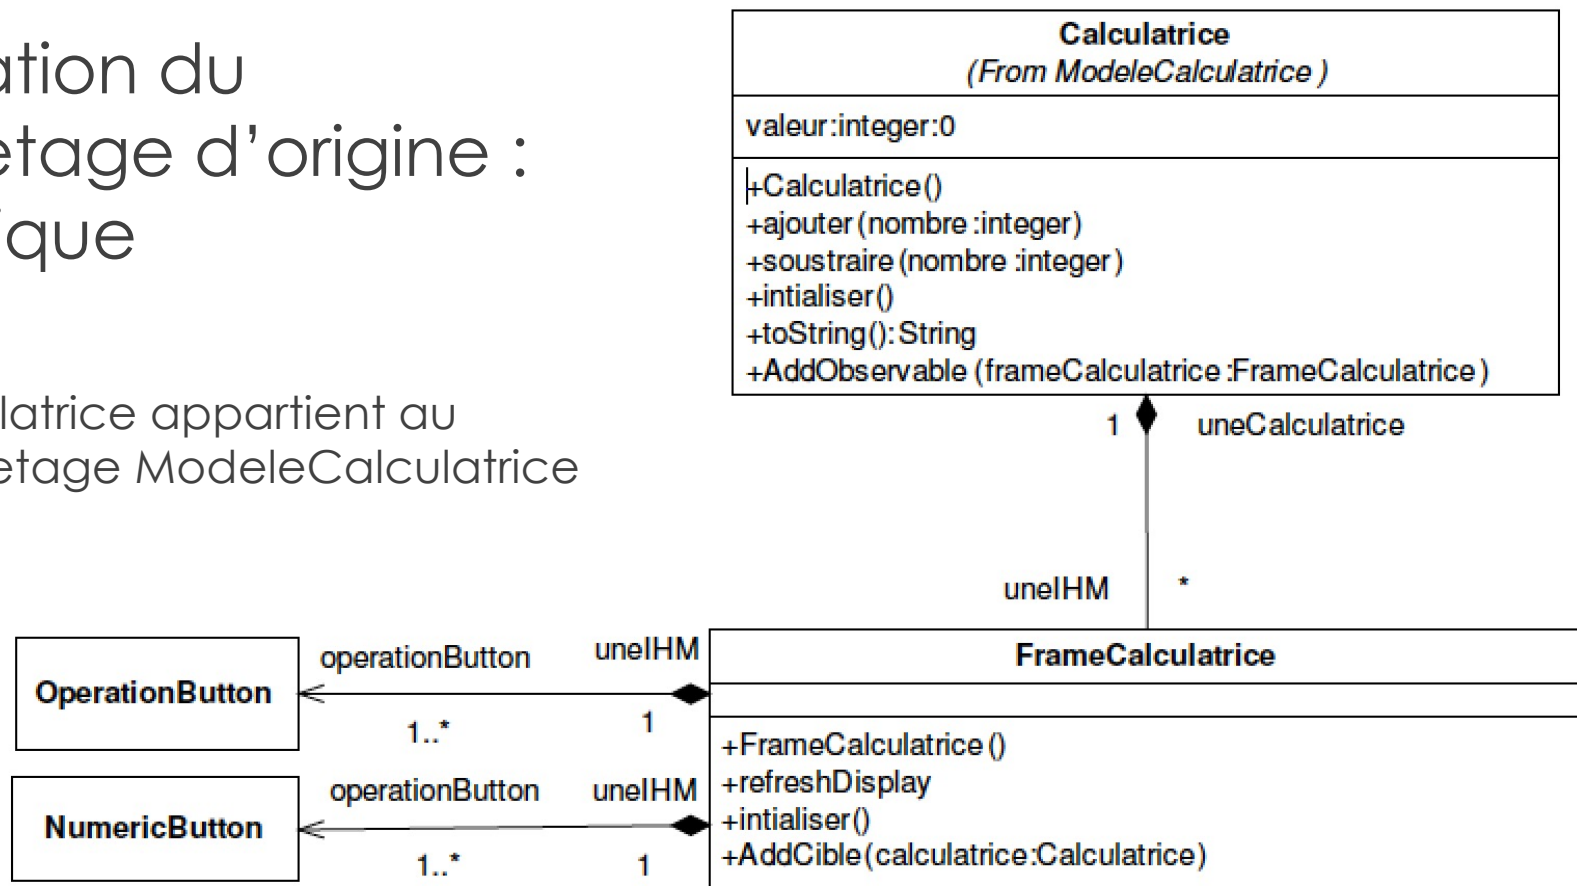 ation du
etage d’origine :
ique
latrice appartient au
etage ModeleCalculatrice
Calculatrice
(From ModeleCalculatrice )
valeur:integer:0
+Calculatrice()
+ajouter(nombre:integer)
+soustraire(nombre:integer)
+intialiser()
+toString():String
+AddObservable(frameCalculatrice:FrameCalculatrice)
1 uneCalculatrice
uneIHM *
FrameCalculatrice
+FrameCalculatrice()
+refreshDisplay
+intialiser()
+AddCible(calculatrice:Calculatrice)
OperationButton
operationButton uneIHM
1..* 1
NumericButton
operationButton uneIHM
1..* 1